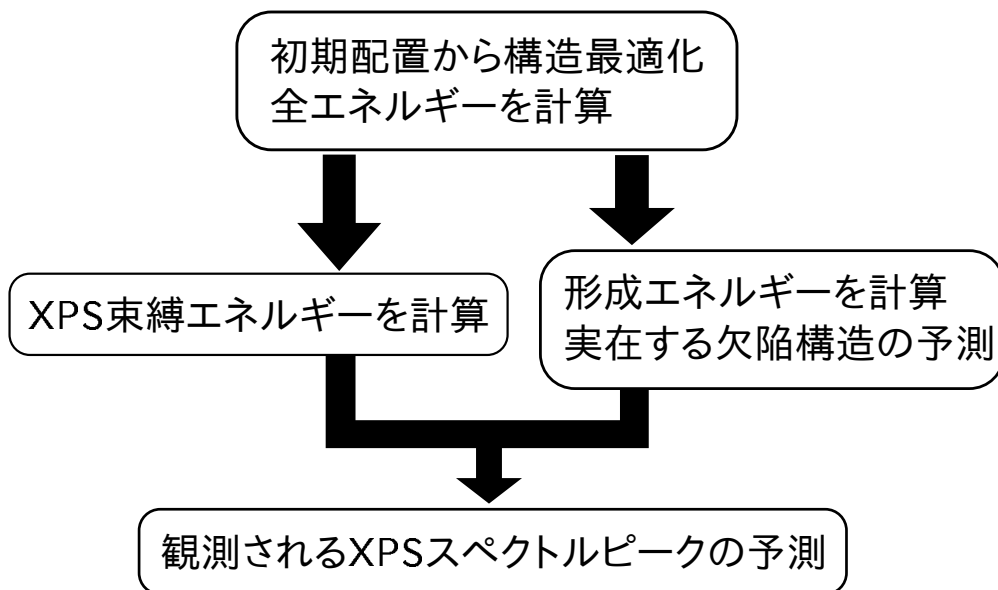 初期配置から構造最適化
全エネルギーを計算
XPS束縛エネルギーを計算
形成エネルギーを計算
実在する欠陥構造の予測
観測されるXPSスペクトルピークの予測